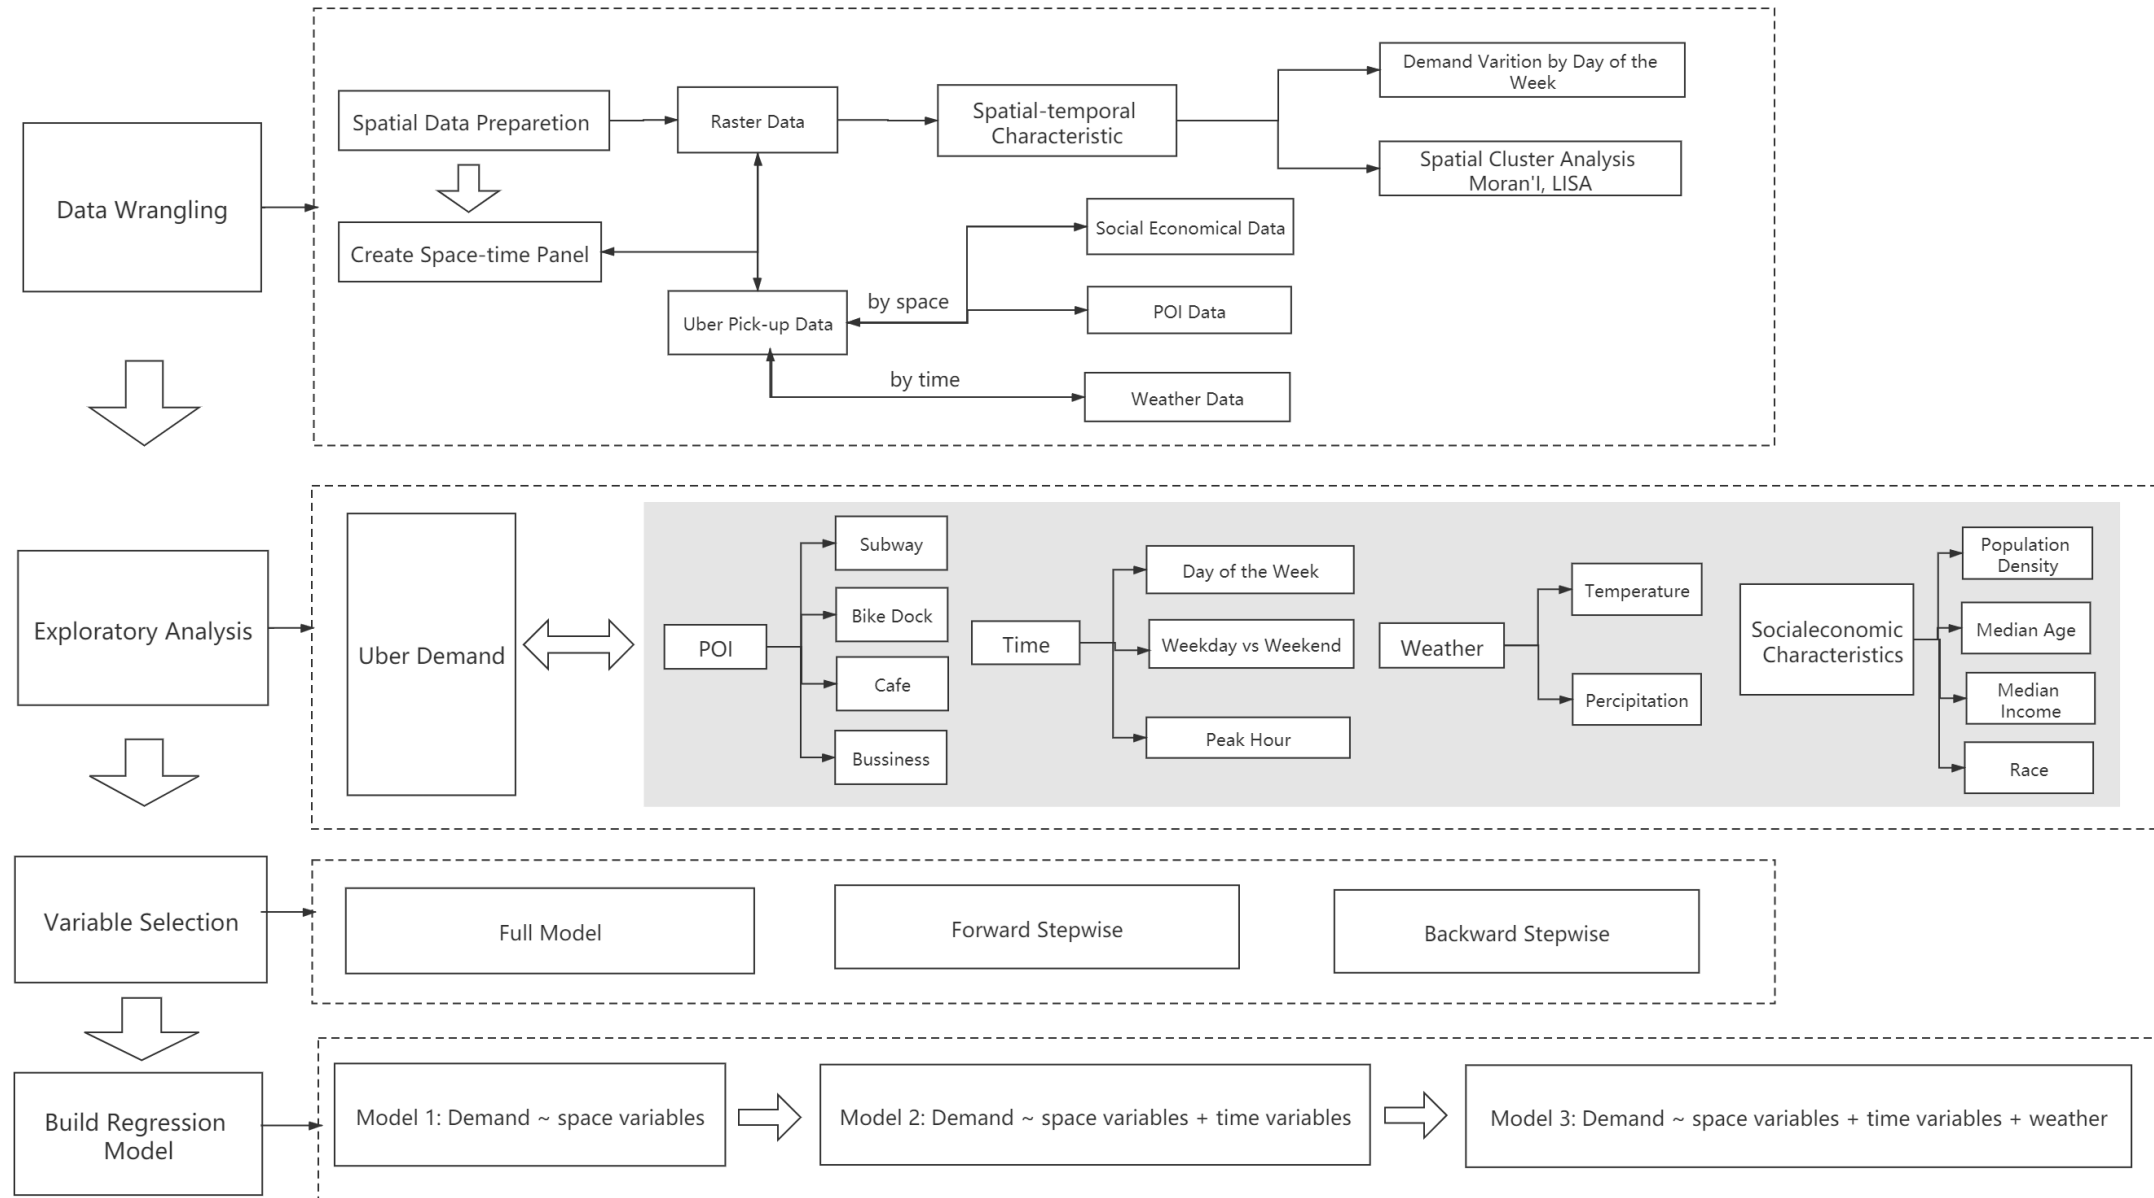 Data Wrangling
Spatial Data Preparetion
Raster Data
Spatial-temporal
Characteristic
Demand Varition by Day of the
Week
Spatial Cluster Analysis
Moran'I, LISA
Create Space-time Panel
Uber Pick-up Data
by space
Social Economical Data
POI Data
by time
Weather Data
Exploratory Analysis
Uber Demand
POI
Subway
Bike Dock
Cafe
Bussiness
Time
Day of the Week
Weekday vs Weekend
Peak Hour
Weather
Temperature
Percipitation
Socialeconomic
Characteristics
Population
Density
Median Age
Median
Income
Race
Variable Selection
Full Model
Forward Stepwise
Backward Stepwise
Build Regression
Model
Model 1: Demand ~ space variables
Model 2: Demand ~ space variables + time variables
Model 3: Demand ~ space variables + time variables + weather